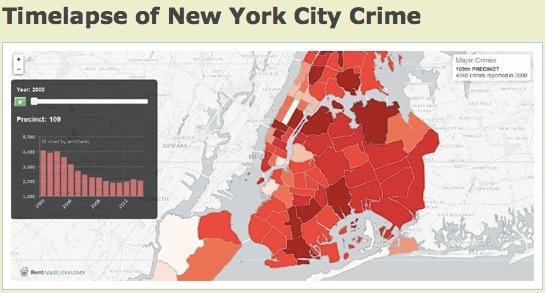 Timelapse of New York City Crime
+
-
Major Crimes
109th PRECINCT
4060 crimes reported in 2000
Year: 2000
Precinct: 109
JS chart by amCharts
5,000
4,000
3,000
2,000
1,000
2000
2004
2008
2012
NEWARK
RentApplication.com